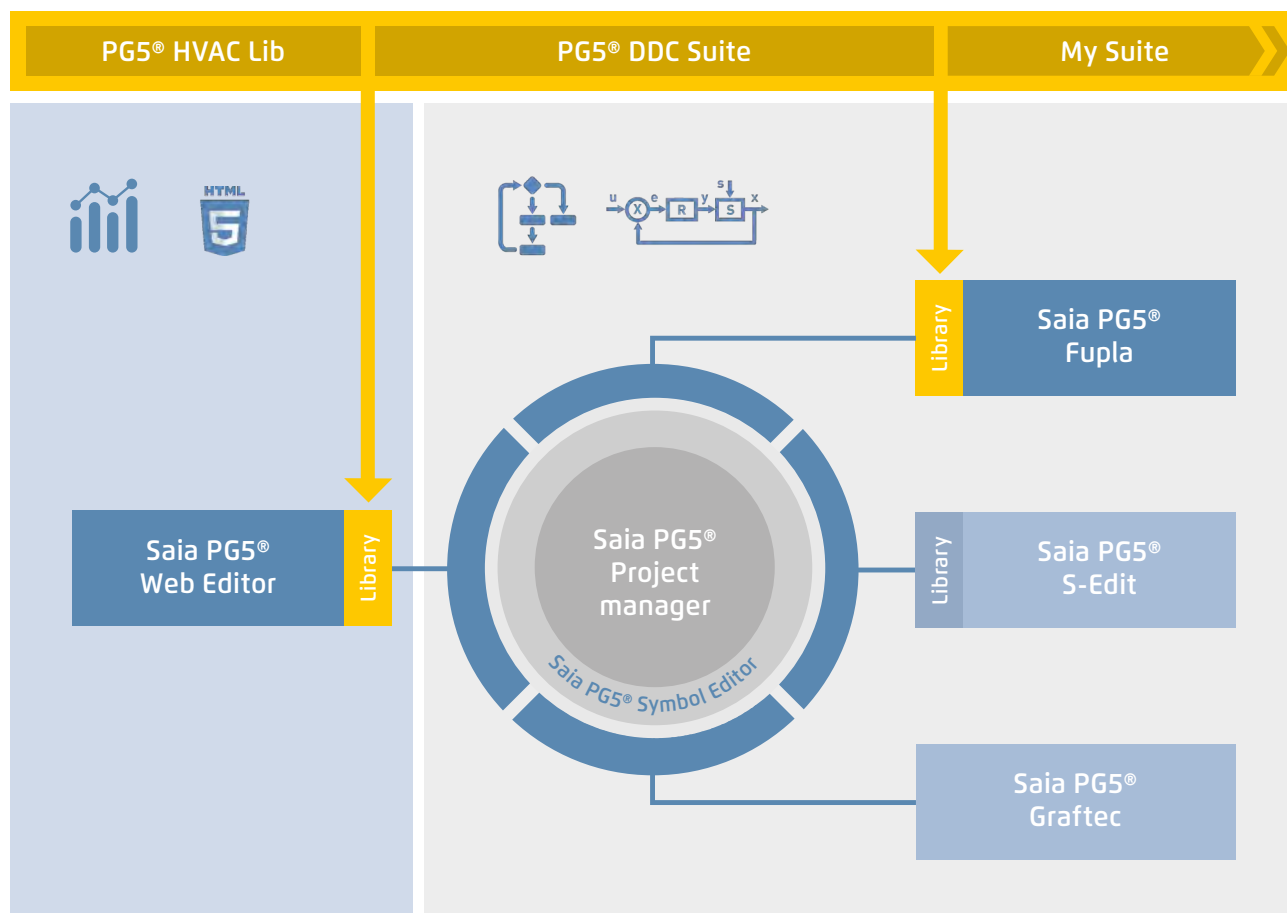 PG5® HVAC Lib
PG5® DDC Suite
My Suite
HTML
5
u
e
y
s
x
X
R
S
Library
Saia PG5®
Fupla
Saia PG5®
Web Editor
Library
Saia PG5®
Project
manager
Saia PG5® Symbol Editor
Library
Saia PG5®
S-Edit
Saia PG5®
Graftec